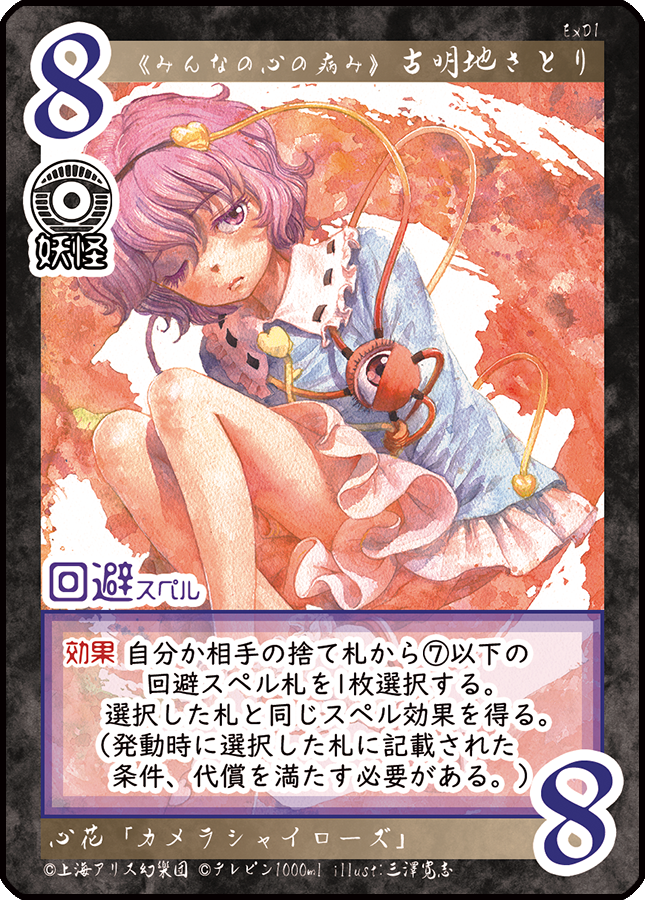 ExD1
8
《みんなの心の病み》 古明地さとり
妖怪
回避スペル
効果 自分か相手の捨て札から⑦以下の
回避スペル札を1枚選択する。
選択した札と同じスペル効果を得る。
(発動時に選択した札に記載された
条件、代償を満たす必要がある。)
8
心花「カメラシャイローズ」
©上海アリス幻樂団 ©テレピン1000ml illust:三澤寛志